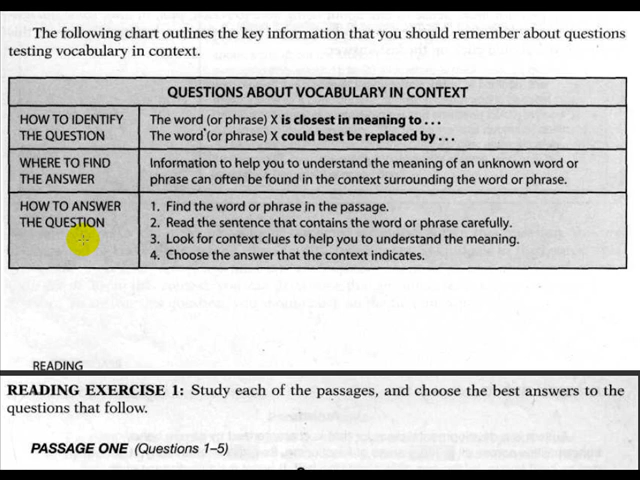 The following chart outlines the key information that you should remember about questions
testing vocabulary in context.
QUESTIONS ABOUT VOCABULARY IN CONTEXT
HOW TO IDENTIFY
THE QUESTION
The word (or phrase) X is closest in meaning to . . .
The word (or phrase) X could best be replaced by . . .
WHERE TO FIND
THE ANSWER
Information to help you to understand the meaning of an unknown word or
phrase can often be found in the context surrounding the word or phrase.
HOW TO ANSWER
THE QUESTION
1. Find the word or phrase in the passage.
2. Read the sentence that contains the word or phrase carefully.
3. Look for context clues to help you to understand the meaning.
4. Choose the answer that the context indicates.
READING
READING EXERCISE 1: Study each of the passages, and choose the best answers to the
questions that follow.
PASSAGE ONE (Questions 1–5)